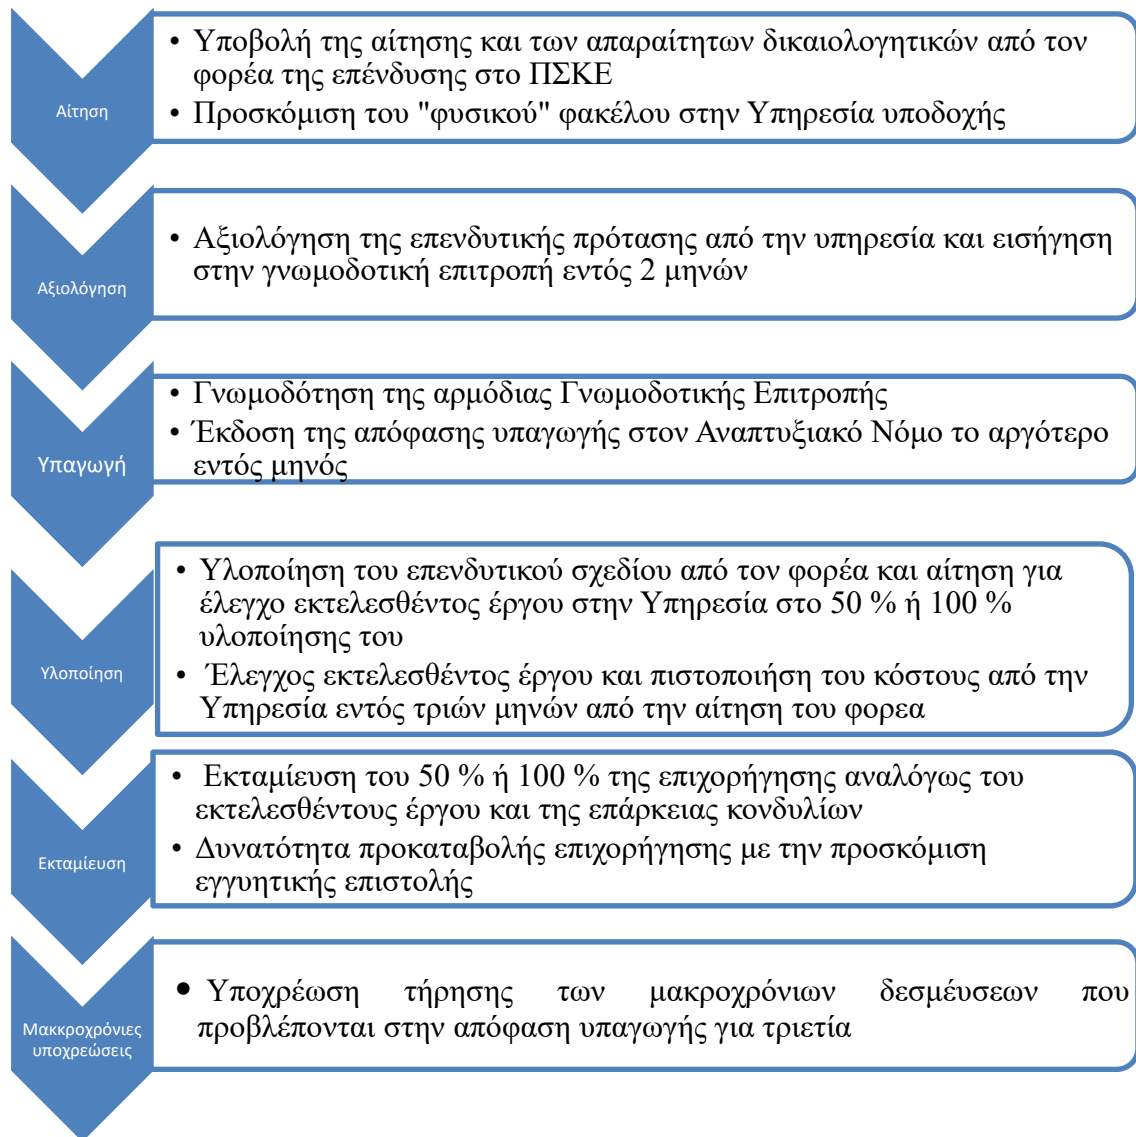 Αίτηση
• Υποβολή της αίτησης και των απαραίτητων δικαιολογητικών από τον
φορέα της επένδυσης στο ΠΣΚΕ
• Προσκόμιση του "φυσικού" φακέλου στην Υπηρεσία υποδοχής
Αξιολόγηση
• Αξιολόγηση της επενδυτικής πρότασης από την υπηρεσία και εισήγηση
στην γνωμοδοτική επιτροπή εντός 2 μηνών
Υπαγωγή
• Γνωμοδότηση της αρμόδιας Γνωμοδοτικής Επιτροπής
• Έκδοση της απόφασης υπαγωγής στον Αναπτυξιακό Νόμο το αργότερο
εντός μηνός
Υλοποίηση
• Υλοποίηση του επενδυτικού σχεδίου από τον φορέα και αίτηση για
έλεγχο εκτελεσθέντος έργου στην Υπηρεσία στο 50 % ή 100 %
υλοποίησης του
• Έλεγχος εκτελεσθέντος έργου και πιστοποιήση του κόστους από την
Υπηρεσία εντός τριών μηνών από την αίτηση του φορεα
Εκταμίευση
• Εκταμίευση του 50 % ή 100 % της επιχορήγησης αναλόγως του
εκτελεσθέντους έργου και της επάρκειας κονδυλίων
• Δυνατότητα προκαταβολής επιχορήγησης με την προσκόμιση
εγγυητικής επιστολής
Μακκροχρόνιες
υποχρεώσεις
• Υποχρέωση τήρησης των μακροχρόνιων δεσμέυσεων που
προβλέπονται στην απόφαση υπαγωγής για τριετία